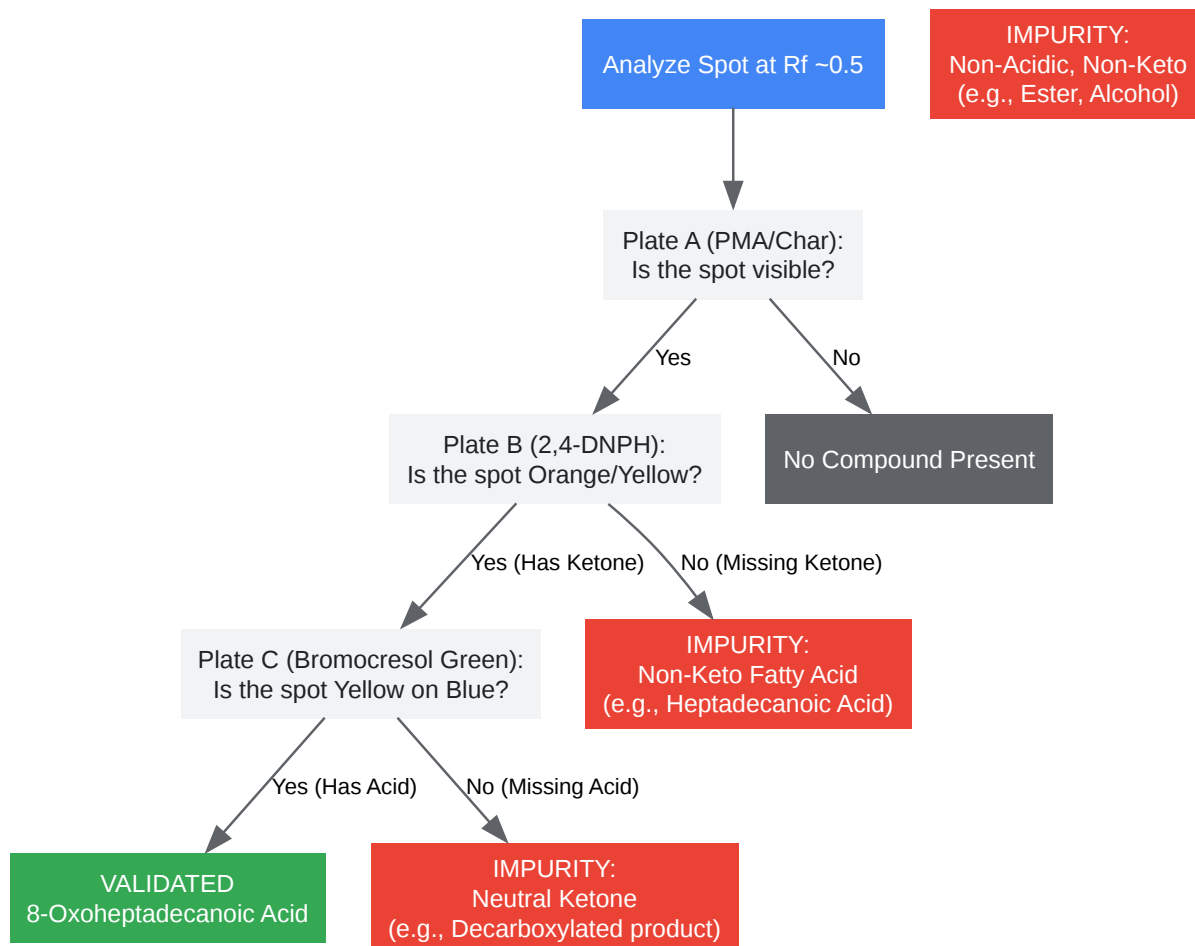 Analyze Spot at Rf ~0.5
IMPURITY:
Non-Acidic, Non-Keto
(e.g., Ester, Alcohol)
Plate A (PMA/Char):
Is the spot visible?
Yes
No
Plate B (2,4-DNPH):
Is the spot Orange/Yellow?
No Compound Present
Yes (Has Ketone)
No (Missing Ketone)
Plate C (Bromocresol Green):
Is the spot Yellow on Blue?
IMPURITY:
Non-Keto Fatty Acid
(e.g., Heptadecanoic Acid)
Yes (Has Acid)
No (Missing Acid)
VALIDATED
8-Oxoheptadecanoic Acid
IMPURITY:
Neutral Ketone
(e.g., Decarboxylated product)